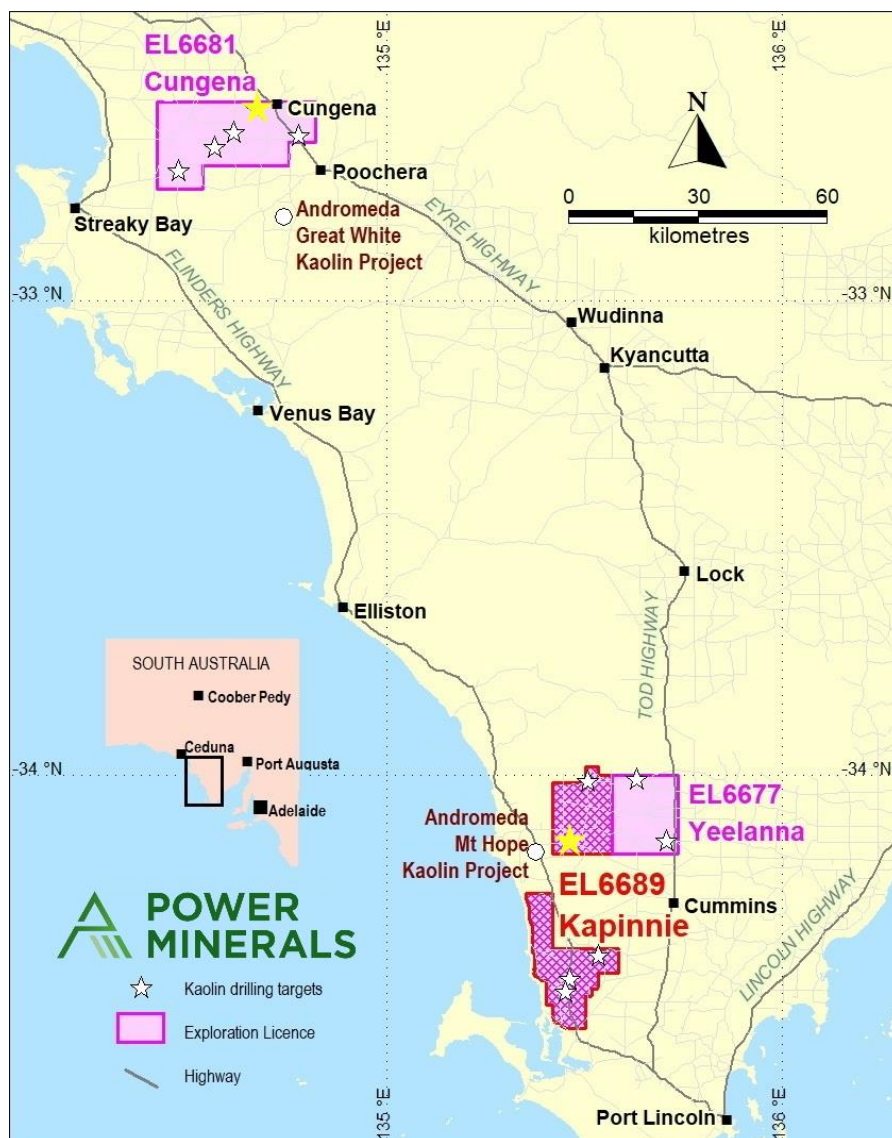 EL6681
Cungena
135 °E
136 °E
Cungena
N
Poochera
0 30 60
kilometres
Streaky Bay
Andromeda
Great White
Kaolin Project
EYRE HIGHWAY
FLINDERS HIGHWAY
-33 °N
-33 °N
Wudinna
Kyancutta
Venus Bay
Lock
Elliston
TOD HIGHWAY
SOUTH AUSTRALIA
Coober Pedy
Ceduna
Port Augusta
Adelaide
-34 °N
-34 °N
EL6677
Yeelanna
Andromeda
Mt Hope
Kaolin Project
EL6689
Kapinnie
Cummins
LINCOLN HIGHWAY
POWER
MINERALS
Kaolin drilling targets
Exploration Licence
Highway
135 °E
136 °E
Port Lincoln